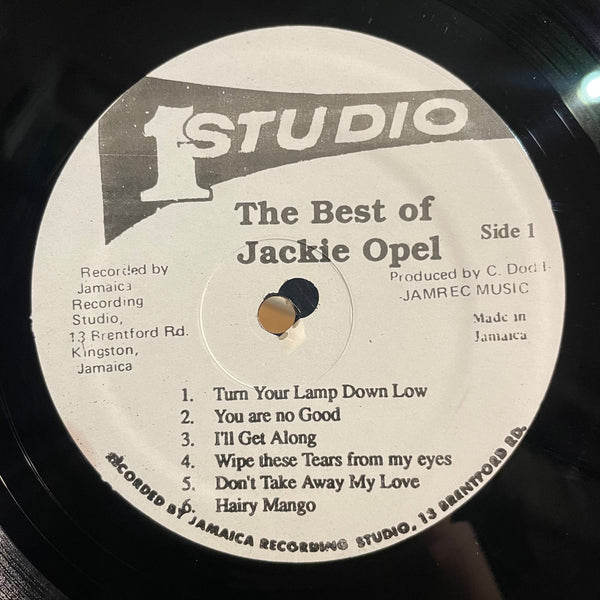 1 STUDIO
The Best of
Jackie Opel
Side 1
Recorded by
Jamaica
Recording
Studio,
13 Brentford Rd.
Kingston,
Jamaica
Produced by C. Dodd
-JAMREC MUSIC
Made in
Jamaica
1. Turn Your Lamp Down Low
2. You are no Good
3. I'll Get Along
4. Wipe these Tears from my eyes
5. Don't Take Away My Love
6. Hairy Mango
RECORDED BY JAMAICA RECORDING STUDIO, 13 BRENTFORD RD.